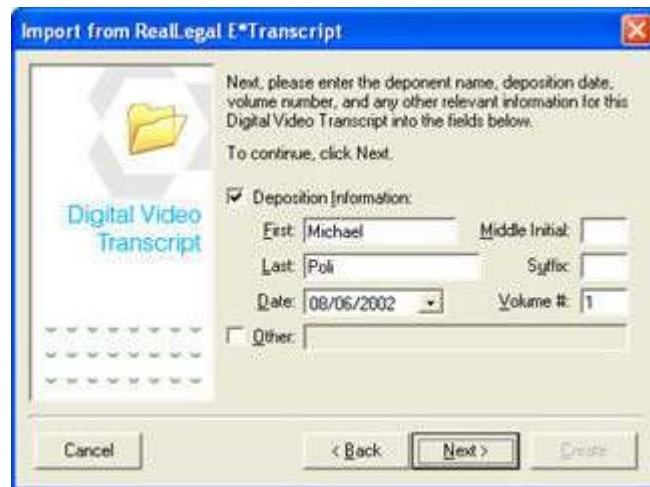 Import from RealLegal E*Transcript
Next, please enter the deponent name, deposition date,
volume number, and any other relevant information for this
Digital Video Transcript into the fields below.
To continue, click Next.
Digital Video
Transcript
Deposition Information:
First: Michael Middle Initial:
Last: Poli Suffix:
Date: 08/06/2002 Volume #: 1
Other:
Cancel < Back Next > Create